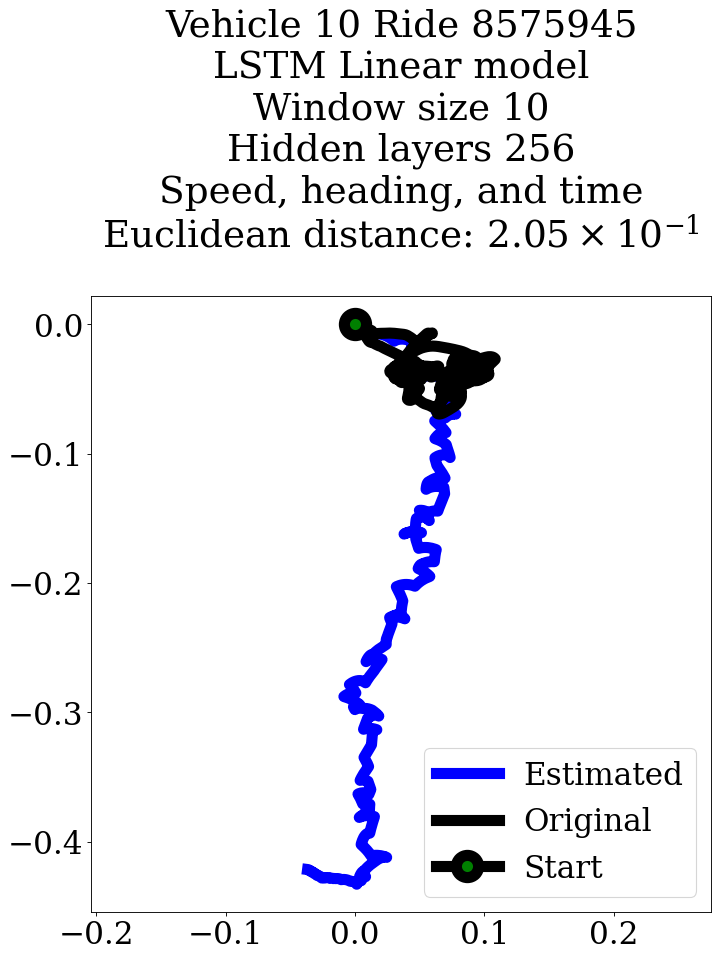 Vehicle 10 Ride 8575945
LSTM Linear model
Window size 10
Hidden layers 256
Speed, heading, and time
Euclidean distance: 2.05 × 10⁻¹
0.0
−0.1
−0.2
−0.3
−0.4
Estimated
Original
Start
−0.2 −0.1 0.0 0.1 0.2